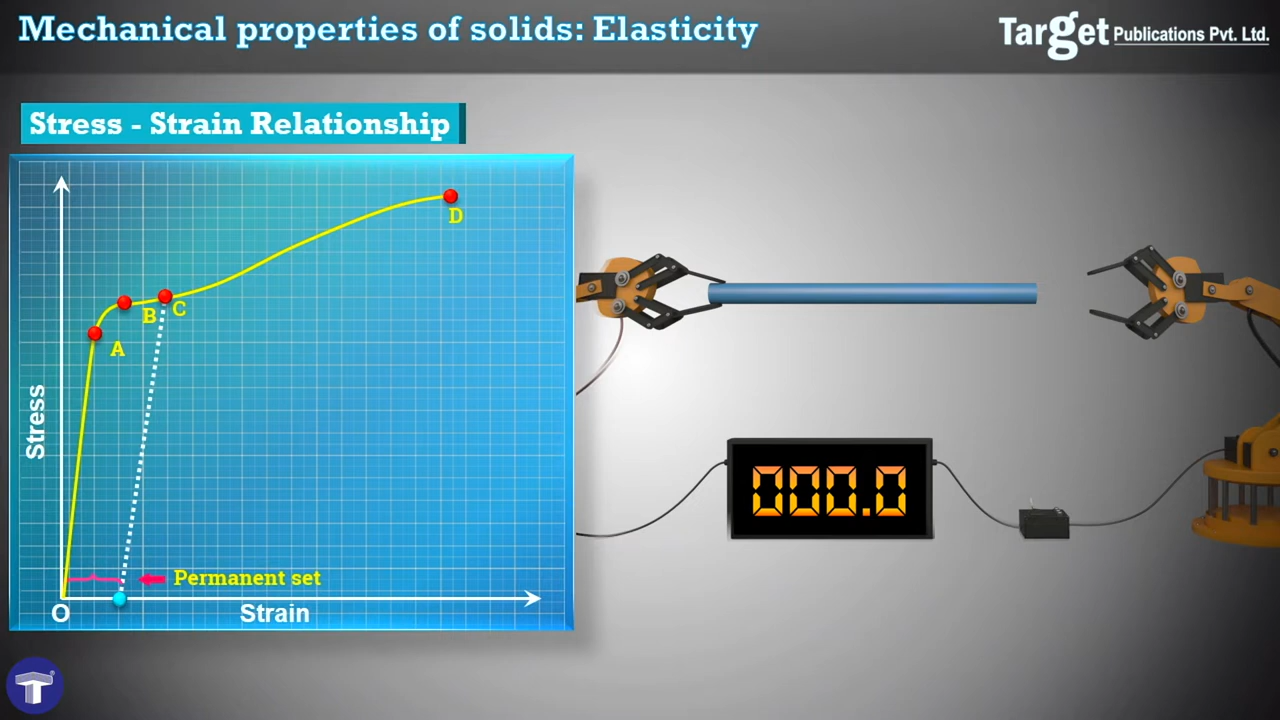 Mechanical properties of solids: Elasticity
Target Publications Pvt. Ltd.
Stress - Strain Relationship
D
B
C
A
Stress
000.0
Permanent set
O
Strain
T